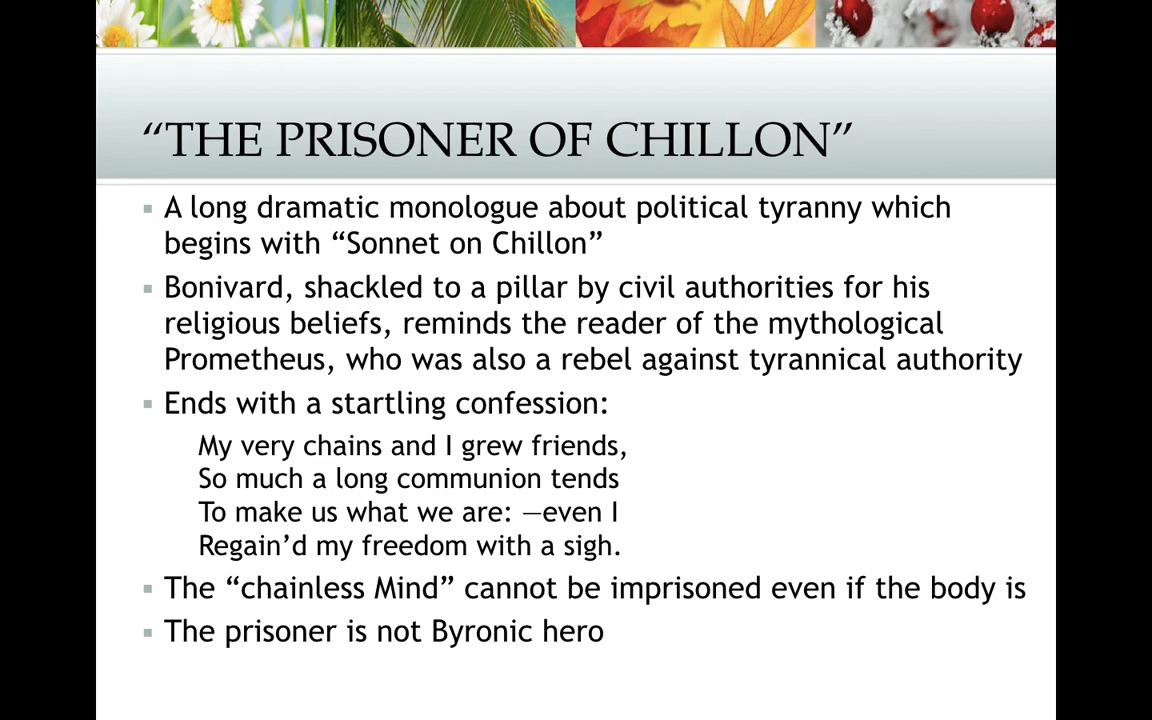 “THE PRISONER OF CHILLON”
A long dramatic monologue about political tyranny which
begins with “Sonnet on Chillon”
Bonivard, shackled to a pillar by civil authorities for his
religious beliefs, reminds the reader of the mythological
Prometheus, who was also a rebel against tyrannical authority
Ends with a startling confession:
My very chains and I grew friends,
So much a long communion tends
To make us what we are: —even I
Regain’d my freedom with a sigh.
The “chainless Mind” cannot be imprisoned even if the body is
The prisoner is not Byronic hero